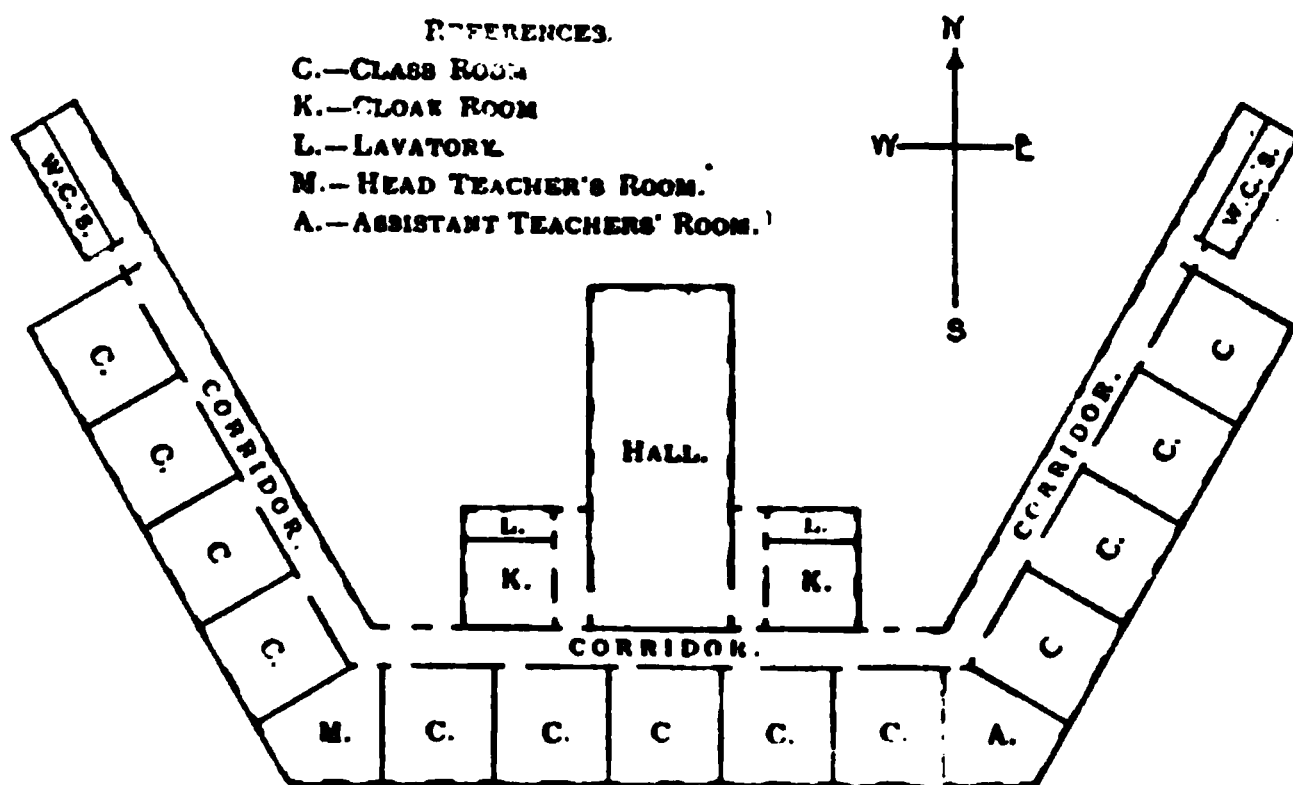 REFERENCES.
C.—CLASS ROOM
K.—CLOAK ROOM
L.—LAVATORY.
M.—HEAD TEACHER'S ROOM.
A.—ASSISTANT TEACHERS' ROOM.
N
W E
S
W.C.'S.
W.C.'S.
C.
C.
C
C.
CORRIDOR.
HALL.
L.
K.
L.
K.
CORRIDOR.
C
C.
C.
C
CORRIDOR.
M.
C.
C.
C
C.
C.
A.